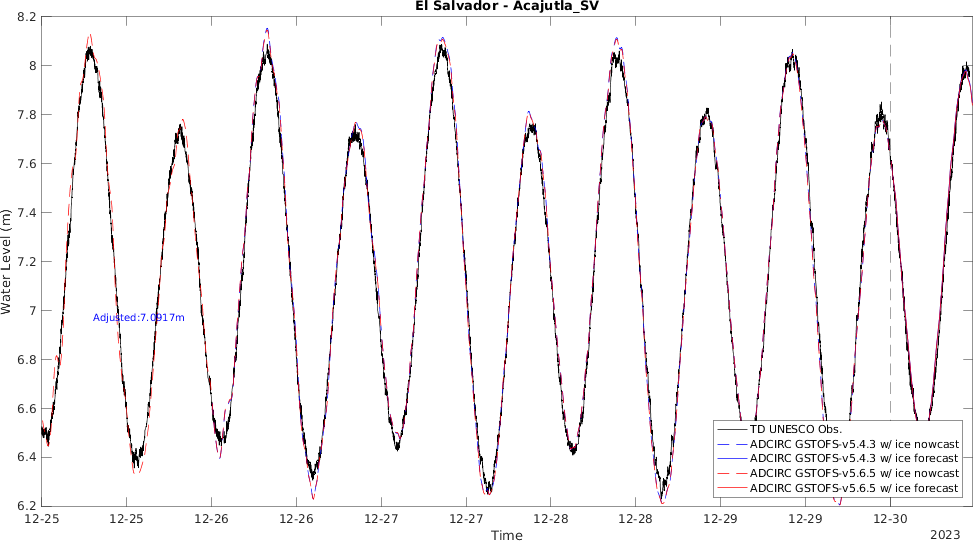 El Salvador - Acajutla_SV
8.2
8
7.8
7.6
7.4
7.2
7
6.8
6.6
6.4
6.2
Water Level (m)
Adjusted:7.0917m
TD UNESCO Obs.
ADCIRC GSTOFS-v5.4.3 w/ ice nowcast
ADCIRC GSTOFS-v5.4.3 w/ ice forecast
ADCIRC GSTOFS-v5.6.5 w/ ice nowcast
ADCIRC GSTOFS-v5.6.5 w/ ice forecast
12-25 12-25 12-26 12-26 12-27 12-27 12-28 12-28 12-29 12-29 12-30
Time
2023